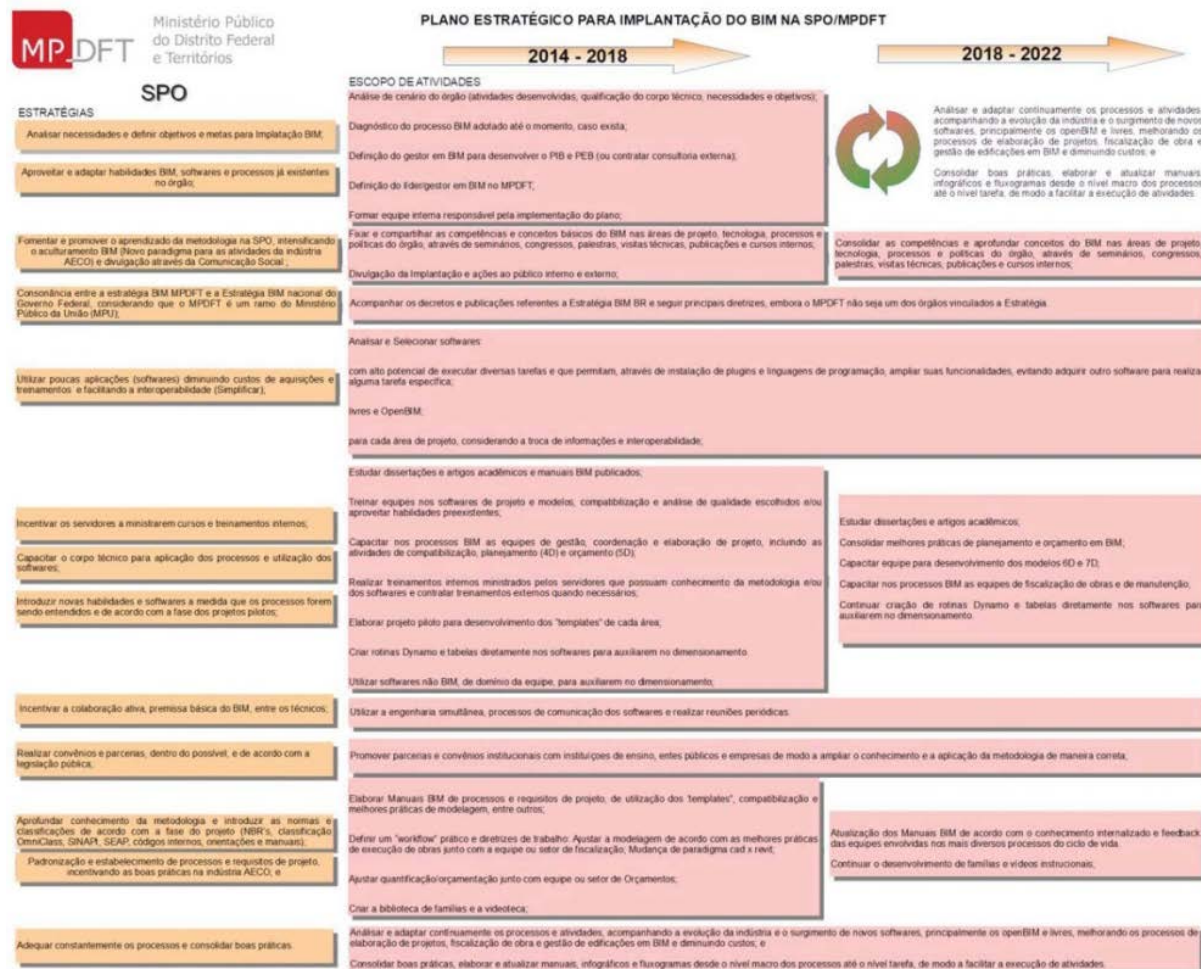 MPDFT
Ministério Público
do Distrito Federal
e Territórios
PLANO ESTRATÉGICO PARA IMPLANTAÇÃO DO BIM NA SPO/MPDFT
2014 - 2018
2018 - 2022
SPO
ESTRATÉGIAS
ESCOPO DE ATIVIDADES
Analisar necessidades e definir objetivos e metas para Implatação BIM;
Aproveitar e adaptar habilidades BIM, softwares e processos já existentes
no órgão;
Análise de cenário do órgão (atividades desenvolvidas, qualificação do corpo técnico, necessidades e objetivos);
Diagnóstico do processo BIM adotado até o momento, caso exista;
Definição do gestor em BIM para desenvolver o PIB e PEB (ou contratar consultoria externa);
Definição do líder/gestor em BIM no MPDFT;
Formar equipe interna responsável pela implementação do plano;
Análisar e adaptar continuamente os processos e atividades,
acompanhando a evolução da indústria e o surgimento de novos
softwares, principalmente os openBIM e livres, melhorando os
processos de elaboração de projetos, fiscalização de obra e
gestão de edificações em BIM e diminuindo custos; e
Consolidar boas práticas, elaborar e atualizar manuais,
infográficos e fluxogramas desde o nível macro dos processos
até o nível tarefa, de modo a facilitar a execução de atividades.
Fomentar e promover o aprendizado da metodologia na SPO, intensificando
o aculturamento BIM (Novo paradigma para as atividades da indústria
AECO) e divulgação através da Comunicação Social ;
Fixar e compartilhar as competências e conceitos básicos do BIM nas áreas de projeto, tecnologia, processos e
políticas do órgão, através de seminários, congressos, palestras, visitas técnicas, publicações e cursos internos;
Divulgação da Implantação e ações ao público interno e externo;
Consolidar as competências e aprofundar conceitos do BIM nas áreas de projeto,
tecnologia, processos e políticas do órgão, através de seminários, congressos,
palestras, visitas técnicas, publicações e cursos internos;
Consonância entre a estratégia BIM MPDFT e a Estratégia BIM nacional do
Governo Federal, considerando que o MPDFT é um ramo do Ministério
Público da União (MPU);
Acompanhar os decretos e publicações referentes a Estratégia BIM BR e seguir principais diretrizes, embora o MPDFT não seja um dos órgãos vinculados a Estratégia.
Utilizar poucas aplicações (softwares) diminuindo custos de aquisições e
treinamentos e facilitando a interoperabilidade (Simplificar);
Analisar e Selecionar softwares:
com alto potencial de executar diversas tarefas e que permitam, através de instalação de plugins e linguagens de programação, ampliar suas funcionalidades, evitando adquirir outro software para realizar
alguma tarefa específica;
livres e OpenBIM;
para cada área de projeto, considerando a troca de informações e interoperabilidade;
Incentivar os servidores a ministrarem cursos e treinamentos internos;
Capacitar o corpo técnico para aplicação dos processos e utilização dos
softwares;
Introduzir novas habilidades e softwares a medida que os processos forem
sendo entendidos e de acordo com a fase dos projetos pilotos;
Estudar dissertações e artigos acadêmicos e manuais BIM publicados;
Treinar equipes nos softwares de projeto e modelos, compatibilização e análise de qualidade escolhidos e/ou
aproveitar habilidades preexistentes;
Capacitar nos processos BIM as equipes de gestão, coordenação e elaboração de projeto, incluindo as
atividades de compatibilização, planejamento (4D) e orçamento (5D);
Realizar treinamentos internos ministrados pelos servidores que possuam conhecimento da metodologia e/ou
dos softwares e contratar treinamentos externos quando necessários;
Elaborar projeto piloto para desenvolvimento dos "templates" de cada área;
Criar rotinas Dynamo e tabelas diretamente nos softwares para auxiliarem no dimensionamento.
Utilizar softwares não BIM, de domínio da equipe, para auxiliarem no dimensionamento;
Estudar dissertações e artigos acadêmicos;
Consolidar melhores práticas de planejamento e orçamento em BIM;
Capacitar equipe para desenvolvimento dos modelos 6D e 7D;
Capacitar nos processos BIM as equipes de fiscalização de obras e de manutenção;
Continuar criação de rotinas Dynamo e tabelas diretamente nos softwares para
auxiliarem no dimensionamento.
Incentivar a colaboração ativa, premissa básica do BIM, entre os técnicos;
Utilizar a engenharia simultânea, processos de comunicação dos softwares e realizar reuniões periódicas.
Realizar convênios e parcerias, dentro do possível, e de acordo com a
legislação pública;
Promover parcerias e convênios institucionais com instituiçoes de ensino, entes públicos e empresas de modo a ampliar o conhecimento e a aplicação da metodologia de maneira correta;
Aprofundar conhecimento da metodologia e introduzir as normas e
classificações de acordo com a fase do projeto (NBR's, classificação
OmniClass, SINAPI, SEAP, códigos internos, orientações e manuais);
Padronização e estabelecimento de processos e requisitos de projeto,
incentivando as boas práticas na indústria AECO; e
Elaborar Manuais BIM de processos e requisitos de projeto, de utilização dos "templates", compatibilização e
melhores práticas de modelagem, entre outros;
Definir um "workflow" prático e diretrizes de trabalho: Ajustar a modelagem de acordo com as melhores práticas
de execução de obras junto com a equipe ou setor de fiscalização; Mudança de paradigma cad x revit;
Ajustar quantificação/orçamentação junto com equipe ou setor de Orçamentos;
Criar a biblioteca de famílias e a videoteca;
Atualização dos Manuais BIM de acordo com o conhecimento internalizado e feedback
das equipes envolvidas nos mais diversos processos do ciclo de vida.
Continuar o desenvolvimento de famílias e vídeos instrucionais;
Adequar constantemente os processos e consolidar boas práticas.
Análisar e adaptar continuamente os processos e atividades, acompanhando a evolução da indústria e o surgimento de novos softwares, principalmente os openBIM e livres, melhorando os processos de
elaboração de projetos, fiscalização de obra e gestão de edificações em BIM e diminuindo custos; e
Consolidar boas práticas, elaborar e atualizar manuais, infográficos e fluxogramas desde o nível macro dos processos até o nível tarefa, de modo a facilitar a execução de atividades.